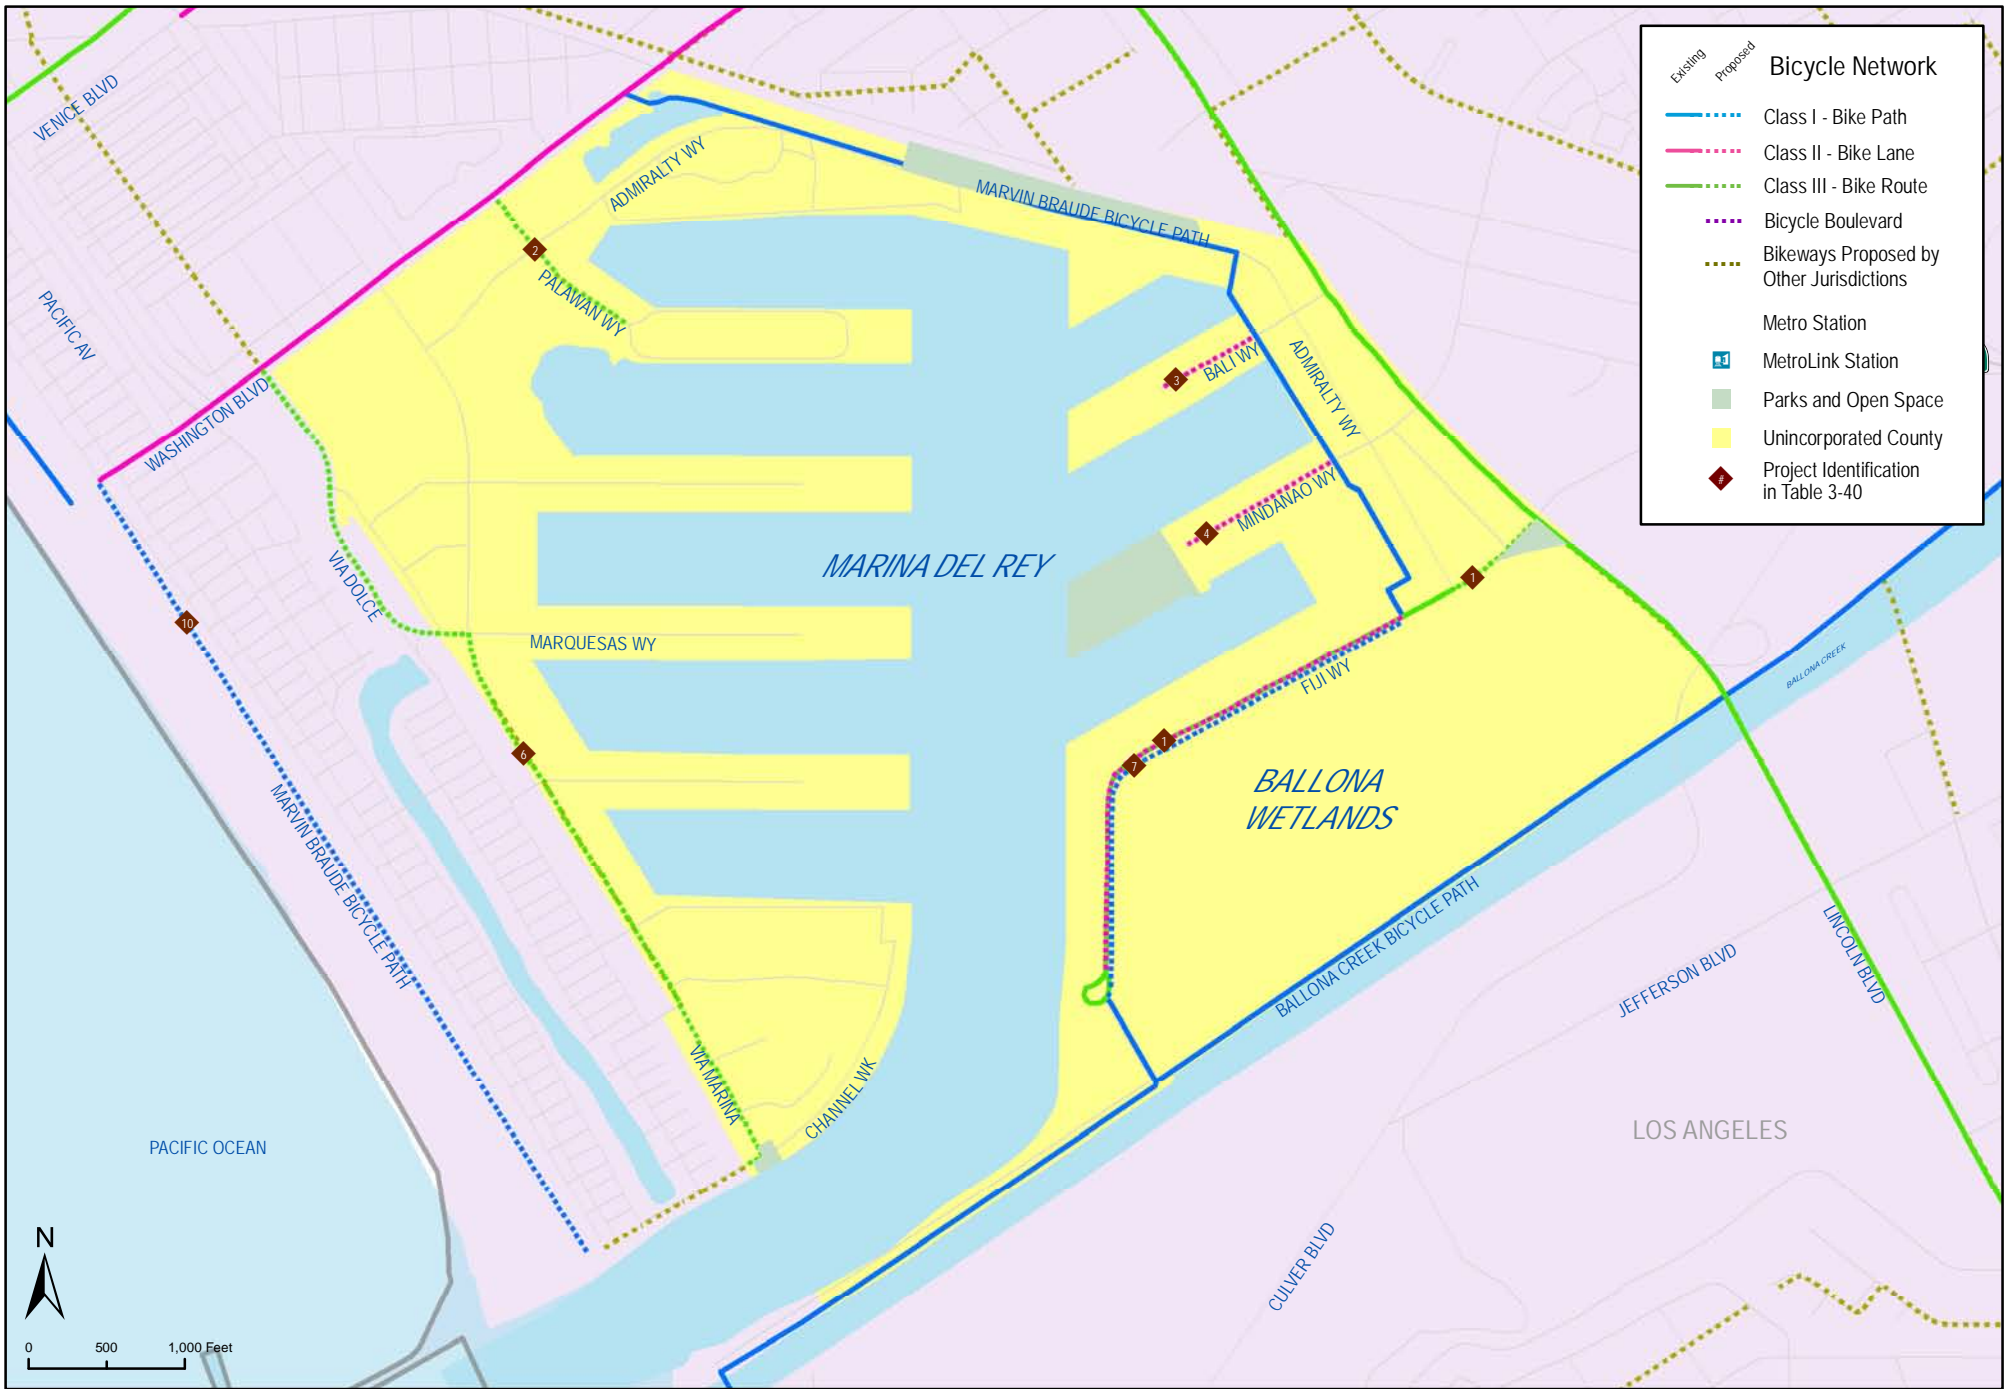 Existing
Proposed
Bicycle Network
Class I - Bike Path
Class II - Bike Lane
Class III - Bike Route
Bicycle Boulevard
Bikeways Proposed by
Other Jurisdictions
Metro Station
MetroLink Station
Parks and Open Space
Unincorporated County
#
Project Identification
in Table 3-40
VENICE BLVD
PACIFIC AV
WASHINGTON BLVD
ADMIRALTY WY
MARVIN BRAUDE BICYCLE PATH
2
PALAWAN WY
3
BALI WY
ADMIRALTY WY
4
MINDANAO WY
MARINA DEL REY
1
VIA DOLCE
10
MARQUESAS WY
FIJI WY
BALLONA CREEK
6
1
7
BALLONA
WETLANDS
MARVIN BRAUDE BICYCLE PATH
BALLONA CREEK BICYCLE PATH
LINCOLN BLVD
JEFFERSON BLVD
VIA MARINA
CHANNEL WK
LOS ANGELES
PACIFIC OCEAN
CULVER BLVD
N
0 500 1,000 Feet